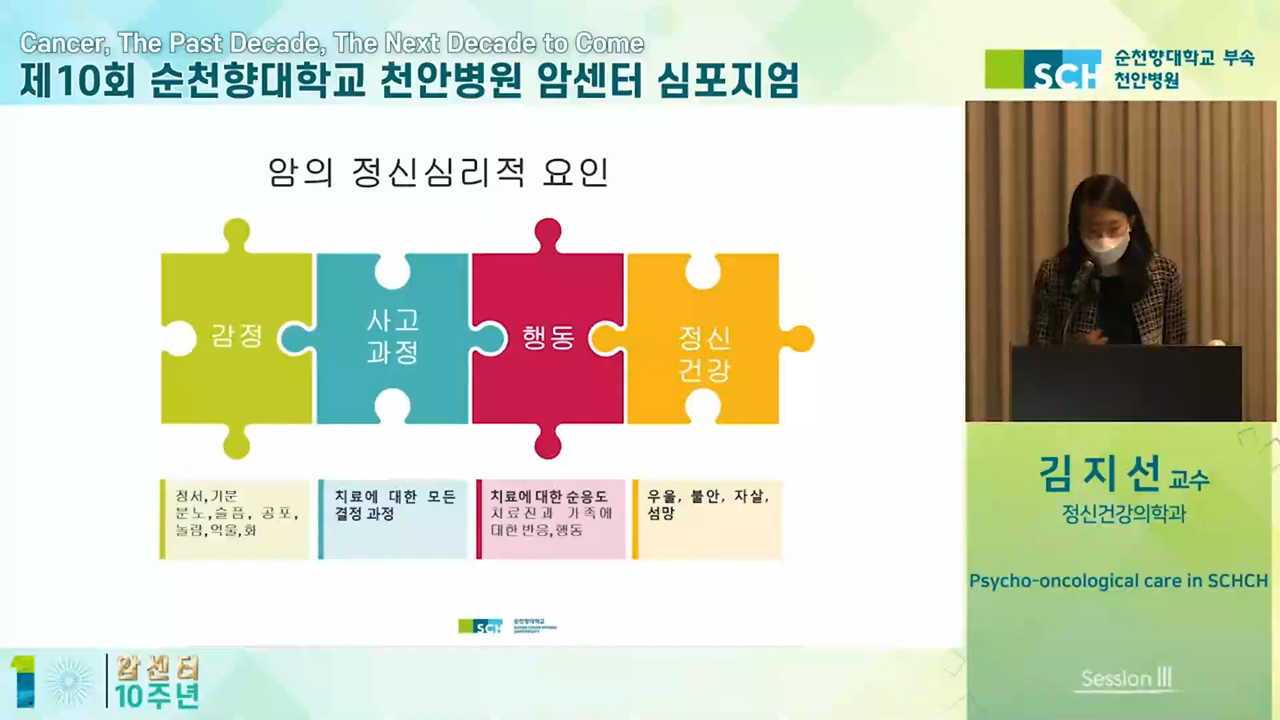 Cancer, The Past Decade, The Next Decade to Come
제10회 순천향대학교 천안병원 암센터 심포지엄
SCH
순천향대학교 부속
천안병원
암의 정신심리적 요인
감정
사고
과정
행동
정신
건강
정서,기분
분노,슬픔, 공포,
놀람,억울,화
치료에 대한 모든
결정 과정
치료에 대한 순응도
치료진과 가족에
대한 반응,행동
우울, 불안, 자살,
섬망
SCH
순천향대학교
김지선 교수
정신건강의학과
Psycho-oncological care in SCHCH
Session III
암센터
10주년